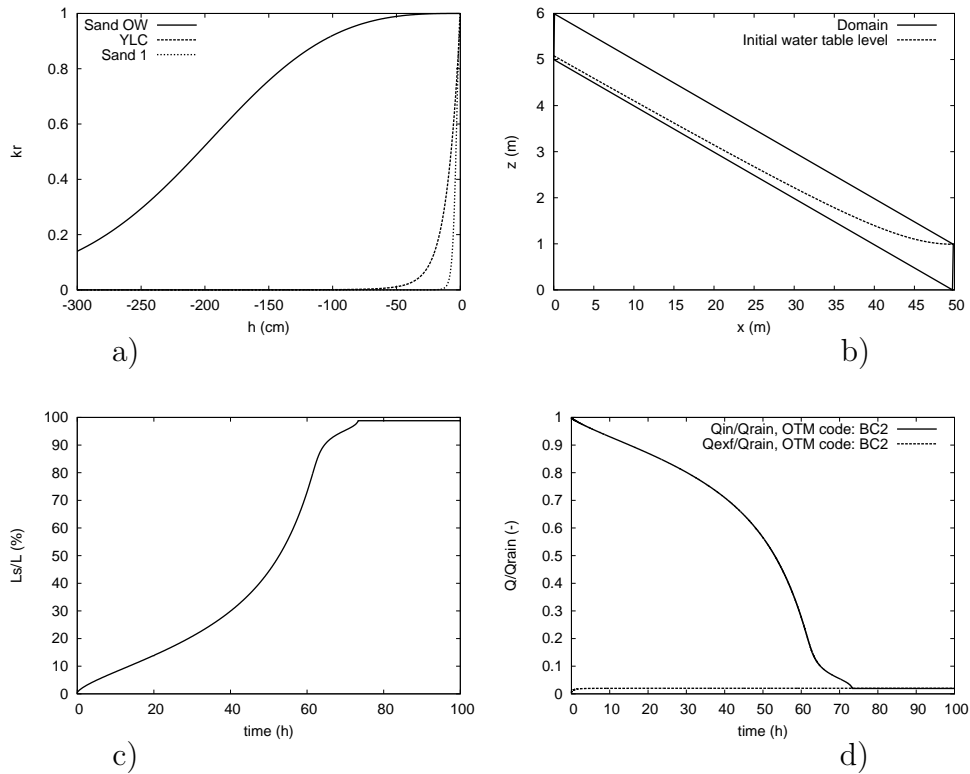 1
0.8
0.6
0.4
0.2
0
kr
Sand OW
YLC
Sand 1
-300 -250 -200 -150 -100 -50 0
h (cm)
a)
6
5
4
3
2
1
0
z (m)
Domain
Initial water table level
0 5 10 15 20 25 30 35 40 45 50
x (m)
b)
100
90
80
70
60
50
40
30
20
10
0
Ls/L (%)
0 20 40 60 80 100
time (h)
c)
1
0.9
0.8
0.7
0.6
0.5
0.4
0.3
0.2
0.1
0
Q/Qrain (-)
Qin/Qrain, OTM code: BC2
Qexf/Qrain, OTM code: BC2
0 10 20 30 40 50 60 70 80 90 100
time (h)
d)